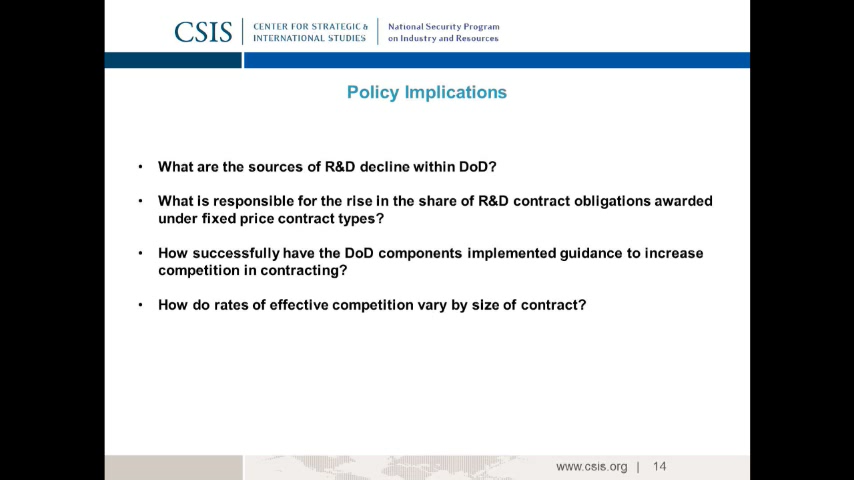 CSIS
CENTER FOR STRATEGIC &
INTERNATIONAL STUDIES
National Security Program
on Industry and Resources
Policy Implications
• What are the sources of R&D decline within DoD?
• What is responsible for the rise in the share of R&D contract obligations awarded
under fixed price contract types?
• How successfully have the DoD components implemented guidance to increase
competition in contracting?
• How do rates of effective competition vary by size of contract?
www.csis.org | 14